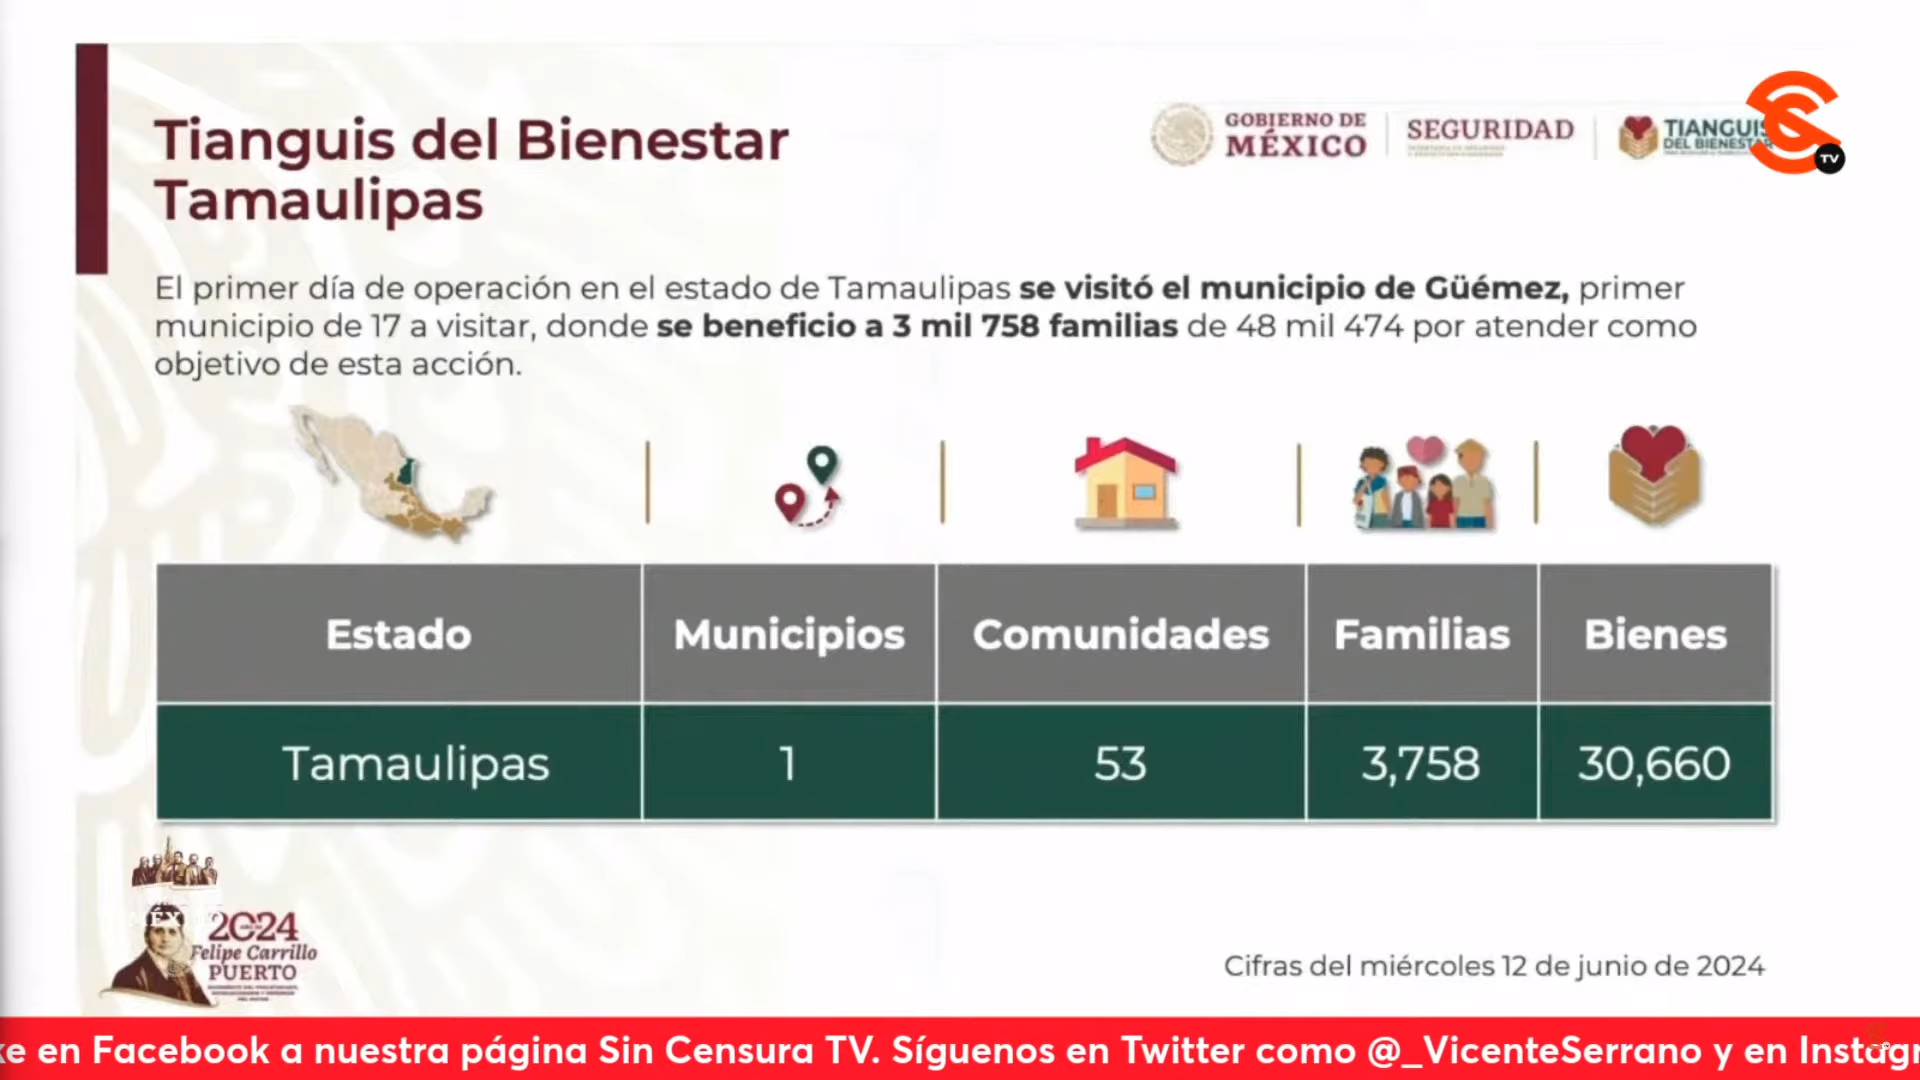 Tianguis del Bienestar
Tamaulipas
GOBIERNO DE
MÉXICO
SEGURIDAD
TIANGUIS
DEL BIENESTAR
TV
El primer día de operación en el estado de Tamaulipas se visitó el municipio de Güémez, primer
municipio de 17 a visitar, donde se beneficio a 3 mil 758 familias de 48 mil 474 por atender como
objetivo de esta acción.
Estado Municipios Comunidades Familias Bienes
Tamaulipas 1 53 3,758 30,660
2024
Felipe Carrillo
PUERTO
Cifras del miércoles 12 de junio de 2024
ke en Facebook a nuestra página Sin Censura TV. Síguenos en Twitter como @_VicenteSerrano y en Instagr